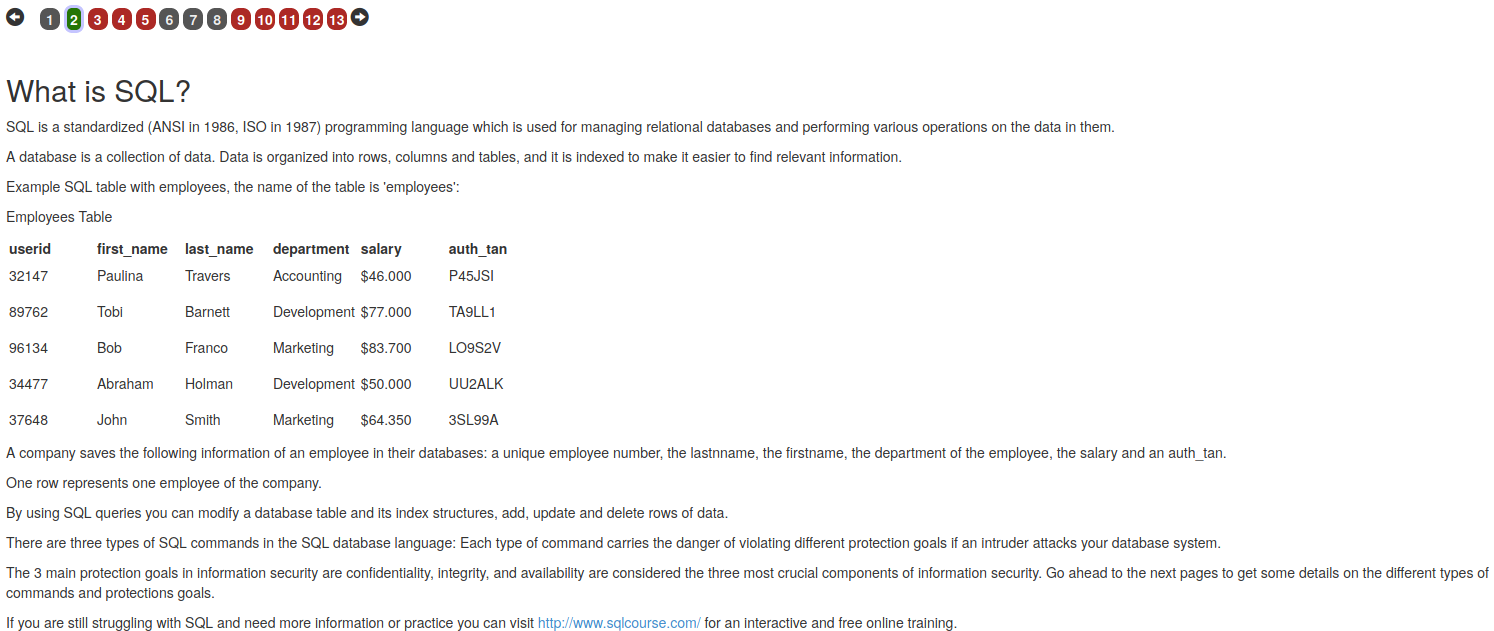 1 2 3 4 5 6 7 8 9 10 11 12 13
What is SQL?
SQL is a standardized (ANSI in 1986, ISO in 1987) programming language which is used for managing relational databases and performing various operations on the data in them.
A database is a collection of data. Data is organized into rows, columns and tables, and it is indexed to make it easier to find relevant information.
Example SQL table with employees, the name of the table is 'employees':
Employees Table
userid first_name last_name department salary auth_tan
32147 Paulina Travers Accounting $46.000 P45JSI
89762 Tobi Barnett Development $77.000 TA9LL1
96134 Bob Franco Marketing $83.700 LO9S2V
34477 Abraham Holman Development $50.000 UU2ALK
37648 John Smith Marketing $64.350 3SL99A
A company saves the following information of an employee in their databases: a unique employee number, the lastnname, the firstname, the department of the employee, the salary and an auth_tan.
One row represents one employee of the company.
By using SQL queries you can modify a database table and its index structures, add, update and delete rows of data.
There are three types of SQL commands in the SQL database language: Each type of command carries the danger of violating different protection goals if an intruder attacks your database system.
The 3 main protection goals in information security are confidentiality, integrity, and availability are considered the three most crucial components of information security. Go ahead to the next pages to get some details on the different types of
commands and protections goals.
If you are still struggling with SQL and need more information or practice you can visit http://www.sqlcourse.com/ for an interactive and free online training.